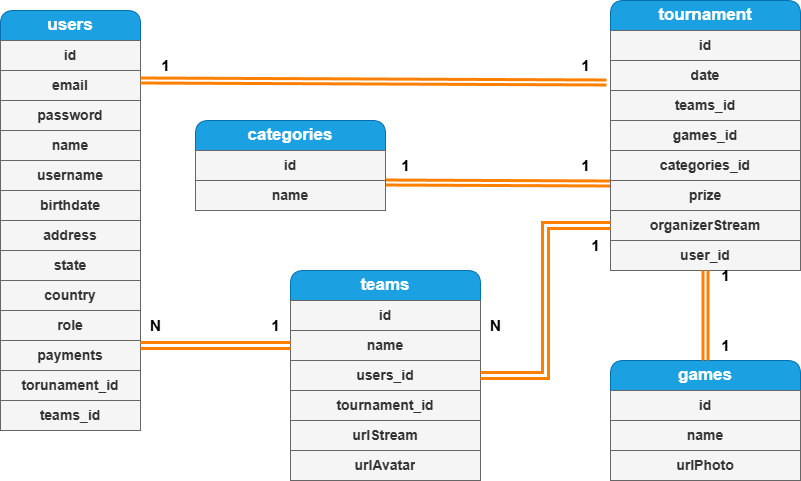 users
id
email
password
name
username
birthdate
address
state
country
role
payments
torunament_id
teams_id
1
1
categories
id
name
1
1
tournament
id
date
teams_id
games_id
categories_id
prize
organizerStream
user_id
N
1
teams
id
name
users_id
tournament_id
urlStream
urlAvatar
N
1
1
1
games
id
name
urlPhoto